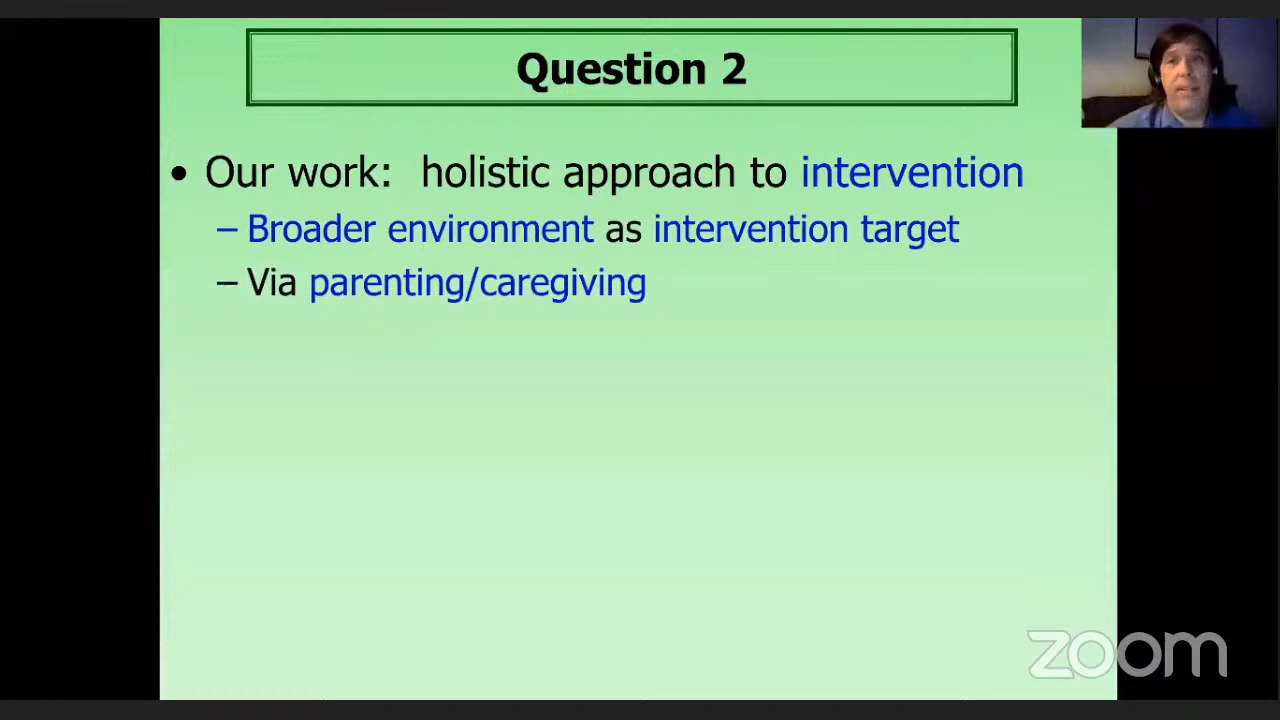 Question 2
• Our work: holistic approach to intervention
– Broader environment as intervention target
– Via parenting/caregiving
zoom